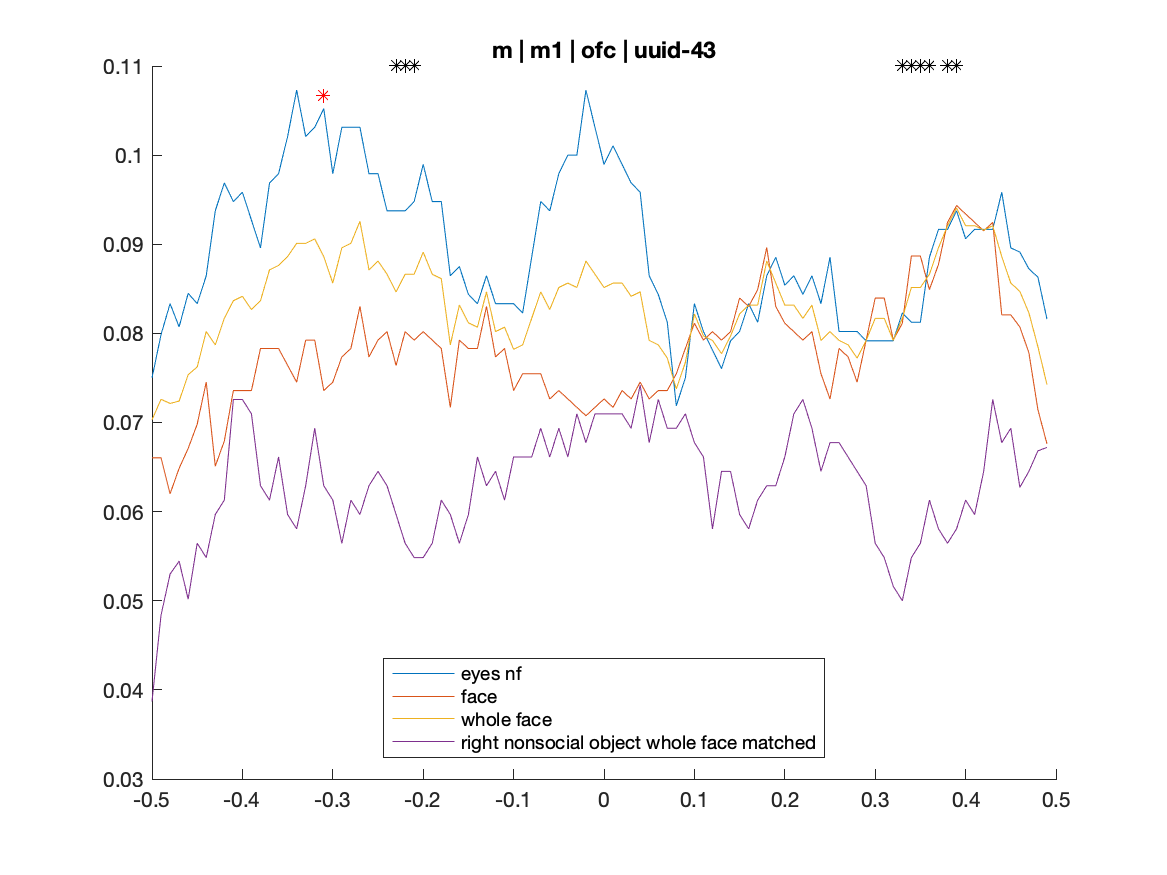 m | m1 | ofc | uuid-43
0.11
0.1
0.09
0.08
0.07
0.06
0.05
0.04
0.03
eyes nf
face
whole face
right nonsocial object whole face matched
-0.5 -0.4 -0.3 -0.2 -0.1 0 0.1 0.2 0.3 0.4 0.5